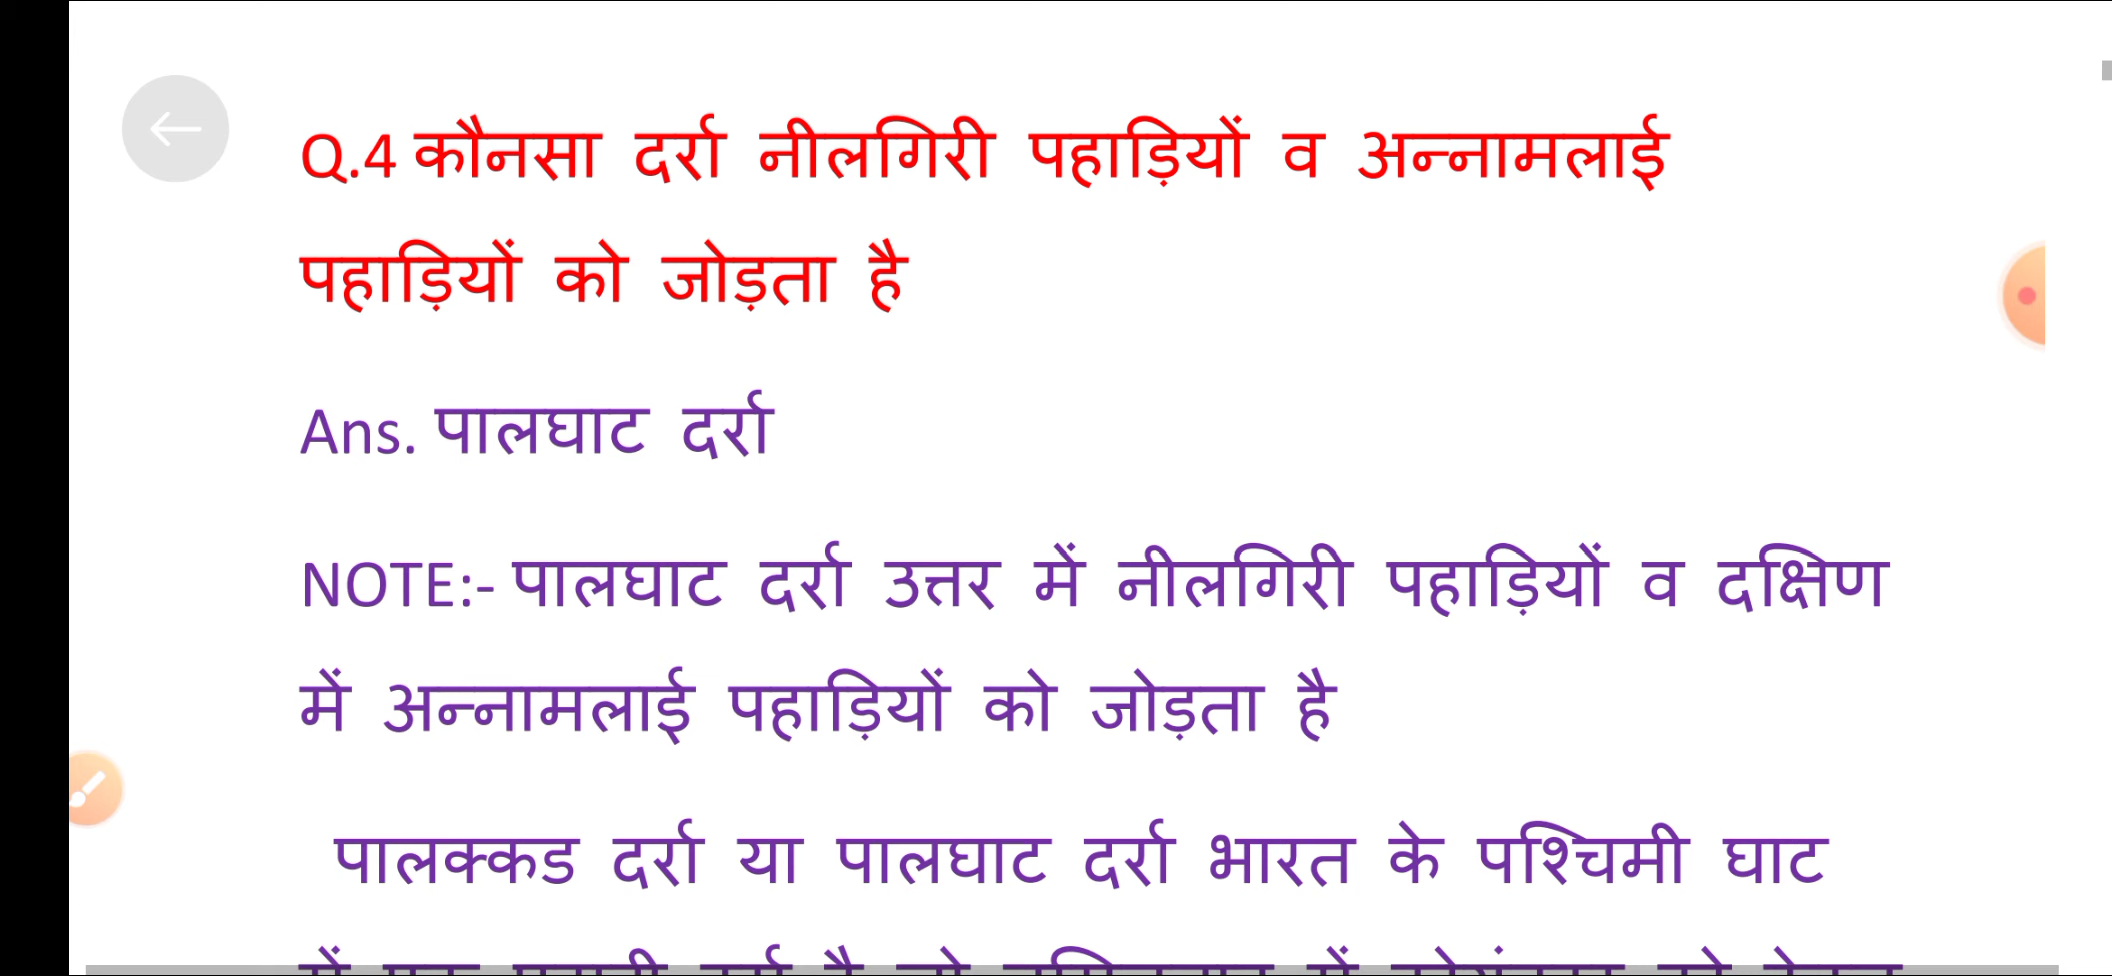 Q.4 कौनसा दर्रा नीलगिरी पहाड़ियों व अन्नामलाई
पहाड़ियों को जोड़ता है
Ans. पालघाट दर्रा
NOTE:- पालघाट दर्रा उत्तर में नीलगिरी पहाड़ियों व दक्षिण
में अन्नामलाई पहाड़ियों को जोड़ता है
पालक्कड दर्रा या पालघाट दर्रा भारत के पश्चिमी घाट